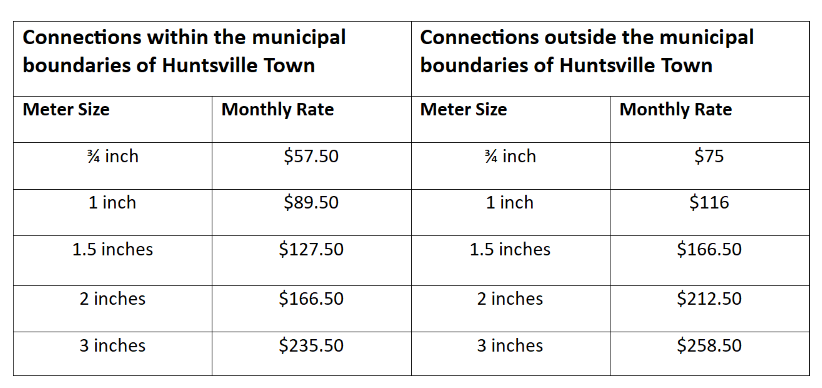 Connections within the municipal
boundaries of Huntsville Town
Connections outside the municipal
boundaries of Huntsville Town
Meter Size Monthly Rate Meter Size Monthly Rate
¾ inch $57.50 ¾ inch $75
1 inch $89.50 1 inch $116
1.5 inches $127.50 1.5 inches $166.50
2 inches $166.50 2 inches $212.50
3 inches $235.50 3 inches $258.50